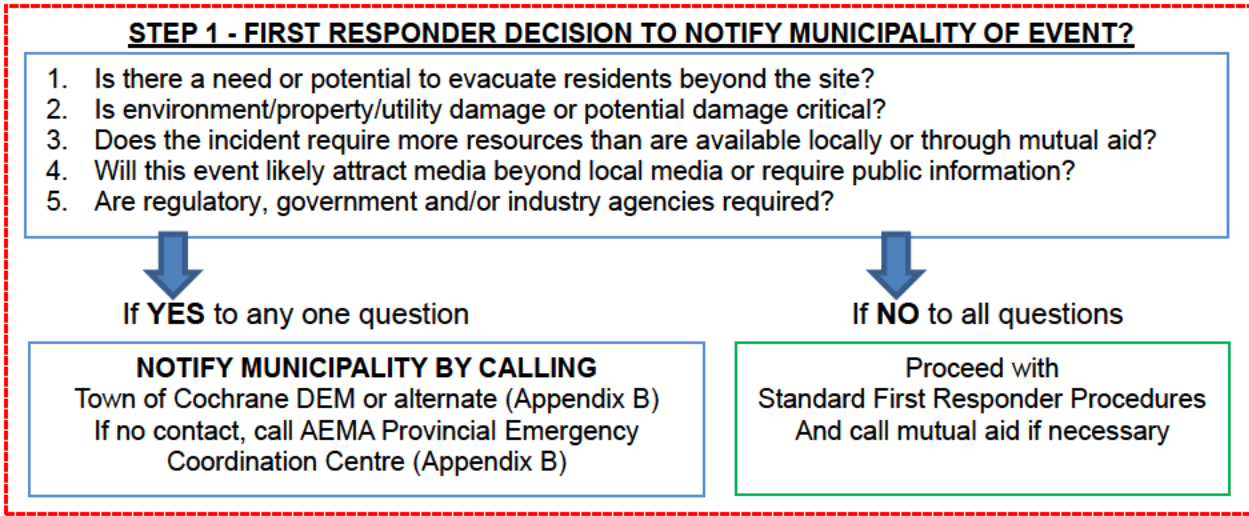 STEP 1 - FIRST RESPONDER DECISION TO NOTIFY MUNICIPALITY OF EVENT?
1. Is there a need or potential to evacuate residents beyond the site?
2. Is environment/property/utility damage or potential damage critical?
3. Does the incident require more resources than are available locally or through mutual aid?
4. Will this event likely attract media beyond local media or require public information?
5. Are regulatory, government and/or industry agencies required?
If YES to any one question
NOTIFY MUNICIPALITY BY CALLING
Town of Cochrane DEM or alternate (Appendix B)
If no contact, call AEMA Provincial Emergency
Coordination Centre (Appendix B)
If NO to all questions
Proceed with
Standard First Responder Procedures
And call mutual aid if necessary